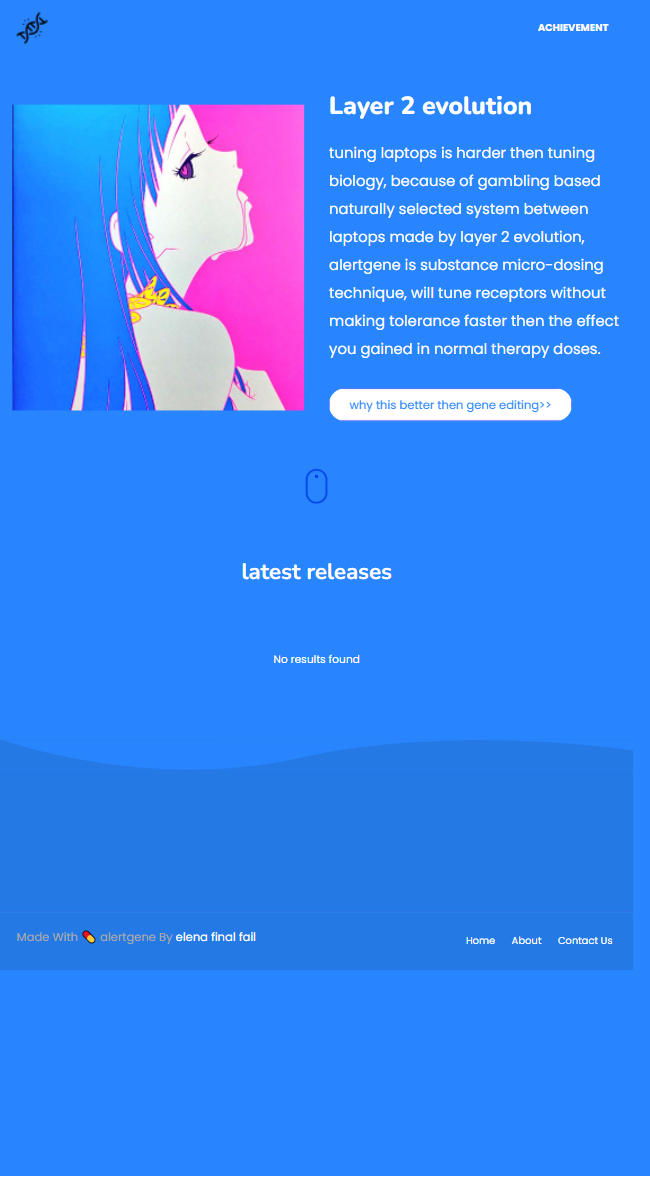 ACHIEVEMENT
Layer 2 evolution
tuning laptops is harder then tuning
biology, because of gambling based
naturally selected system between
laptops made by layer 2 evolution,
alertgene is substance micro-dosing
technique, will tune receptors without
making tolerance faster then the effect
you gained in normal therapy doses.
why this better then gene editing>>
latest releases
No results found
Made With 💊 alertgene By elena final fail
Home About Contact Us